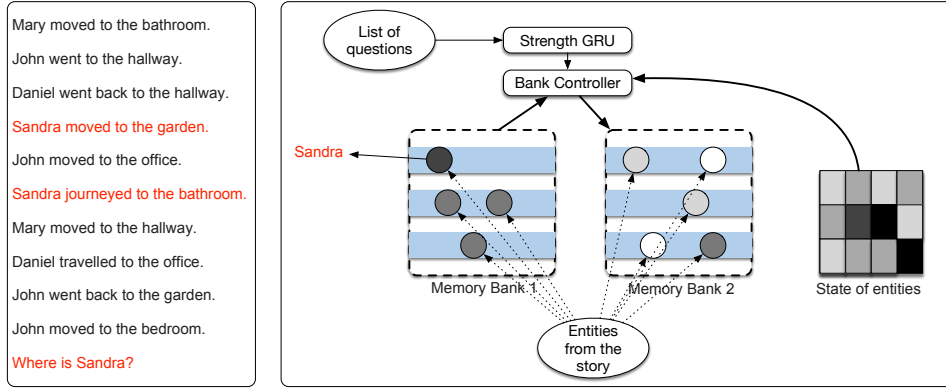 Mary moved to the bathroom.
John went to the hallway.
Daniel went back to the hallway.
Sandra moved to the garden.
John moved to the office.
Sandra journeyed to the bathroom.
Mary moved to the hallway.
Daniel travelled to the office.
John went back to the garden.
John moved to the bedroom.
Where is Sandra?
List of
questions
Strength GRU
Bank Controller
Sandra
Memory Bank 1
Memory Bank 2
State of entities
Entities
from the
story